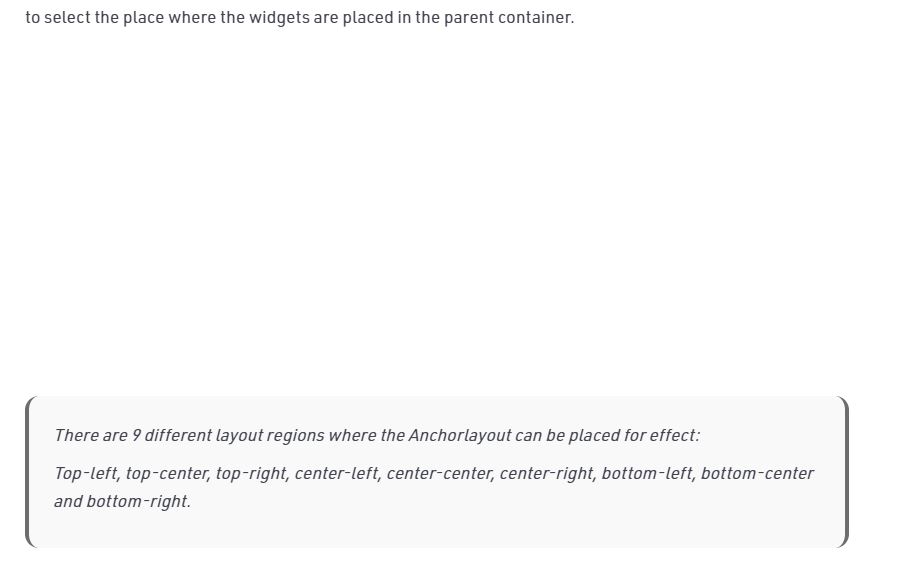 to select the place where the widgets are placed in the parent container.
There are 9 different layout regions where the Anchorlayout can be placed for effect:
Top-left, top-center, top-right, center-left, center-center, center-right, bottom-left, bottom-center
and bottom-right.